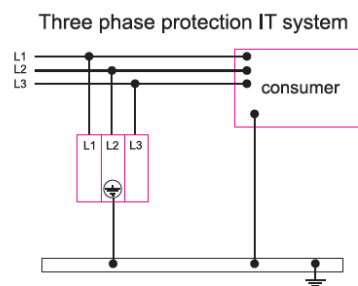 Three phase protection IT system
L1
L2
L3
consumer
L1 L2 L3